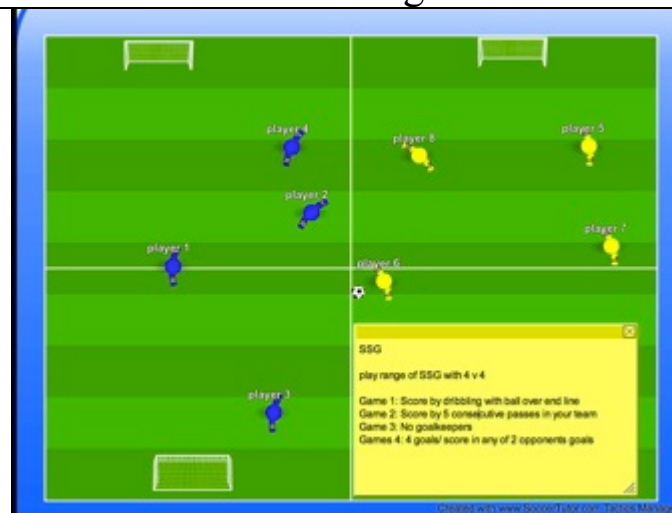 player 4
player 8
player 5
player 2
player 7
player 1
player 6
SSG
play range of SSG with 4 v 4
Game 1: Score by dribbling with ball over end line
Game 2: Score by 5 consecutive passes in your team
Game 3: No goalkeepers
Games 4: 4 goals/ score in any of 2 opponents goals
player 3
Created with www.SoccerTutor.com Tactics